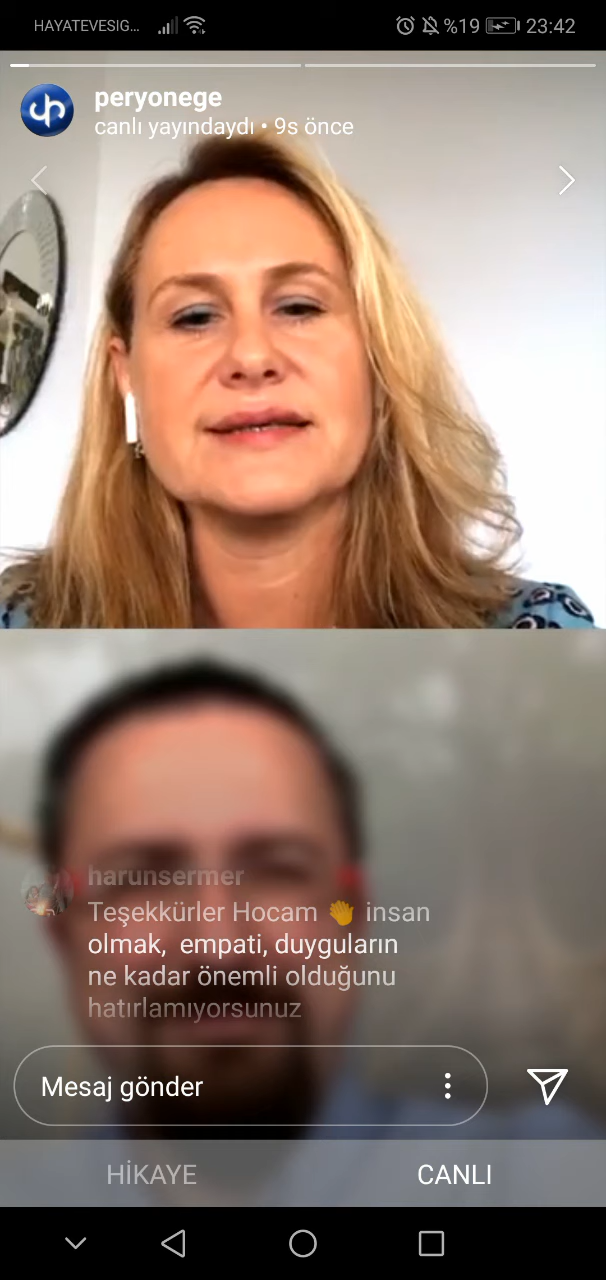 HAYATEVESIG...
%19
23:42
peryonege
canlı yayındaydı • 9s önce
harunsermer
Teşekkürler Hocam 👏 insan
olmak, empati, duyguların
ne kadar önemli olduğunu
hatırlamıyorsunuz
Mesaj gönder
HİKAYE
CANLI